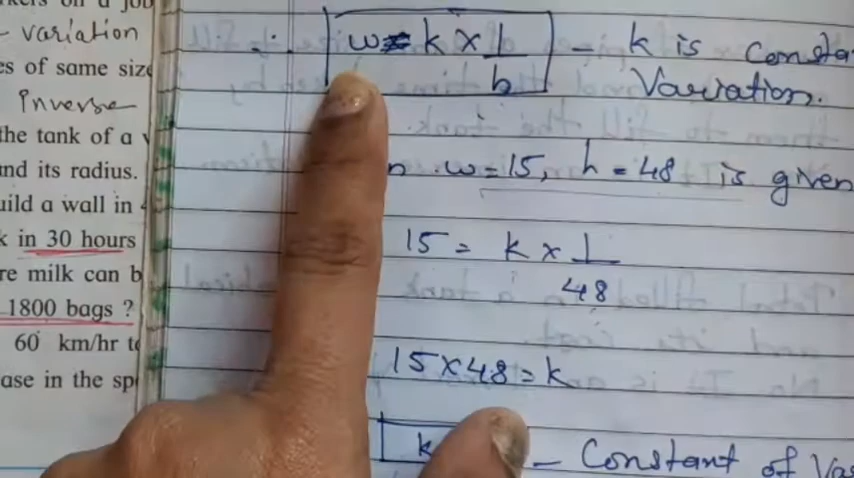 - variation
es of same size
Inverse
the tank of a
and its radius.
uild a wall in
k in 30 hours
re milk can b
1800 bags ?
60 km/hr t
ase in the sp
∴ w = k × 1/h - k is Consta
Variation.
n w = 15, h = 48 is given
15 = k × 1/48
15 × 48 = k
k - Constant of Va